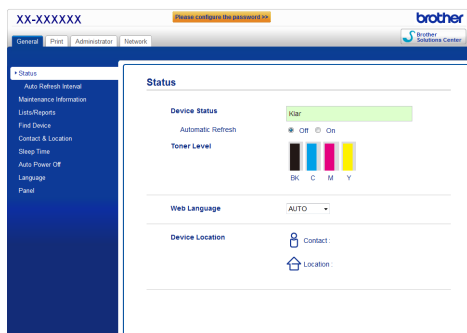 XX-XXXXXX
Please configure the password >>
brother
General Print Administrator Network
Brother Solutions Center
Status
Auto Refresh Interval
Maintenance Information
Lists/Reports
Find Device
Contact & Location
Sleep Time
Auto Power Off
Language
Panel
Status
Device Status
Klar
Automatic Refresh
Off On
Toner Level
BK C M Y
Web Language
AUTO
Device Location
Contact :
Location :